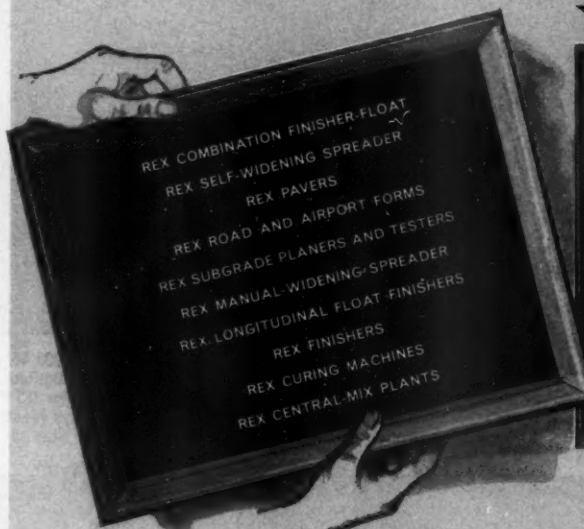 REX COMBINATION FINISHER-FLOAT
REX SELF-WIDENING SPREADER
REX PAVERS
REX ROAD AND AIRPORT FORMS
REX SUBGRADE PLANERS AND TESTERS
REX MANUAL-WIDENING-SPREADER
REX LONGITUDINAL FLOAT FINISHERS
REX FINISHERS
REX CURING MACHINES
REX CENTRAL-MIX PLANTS